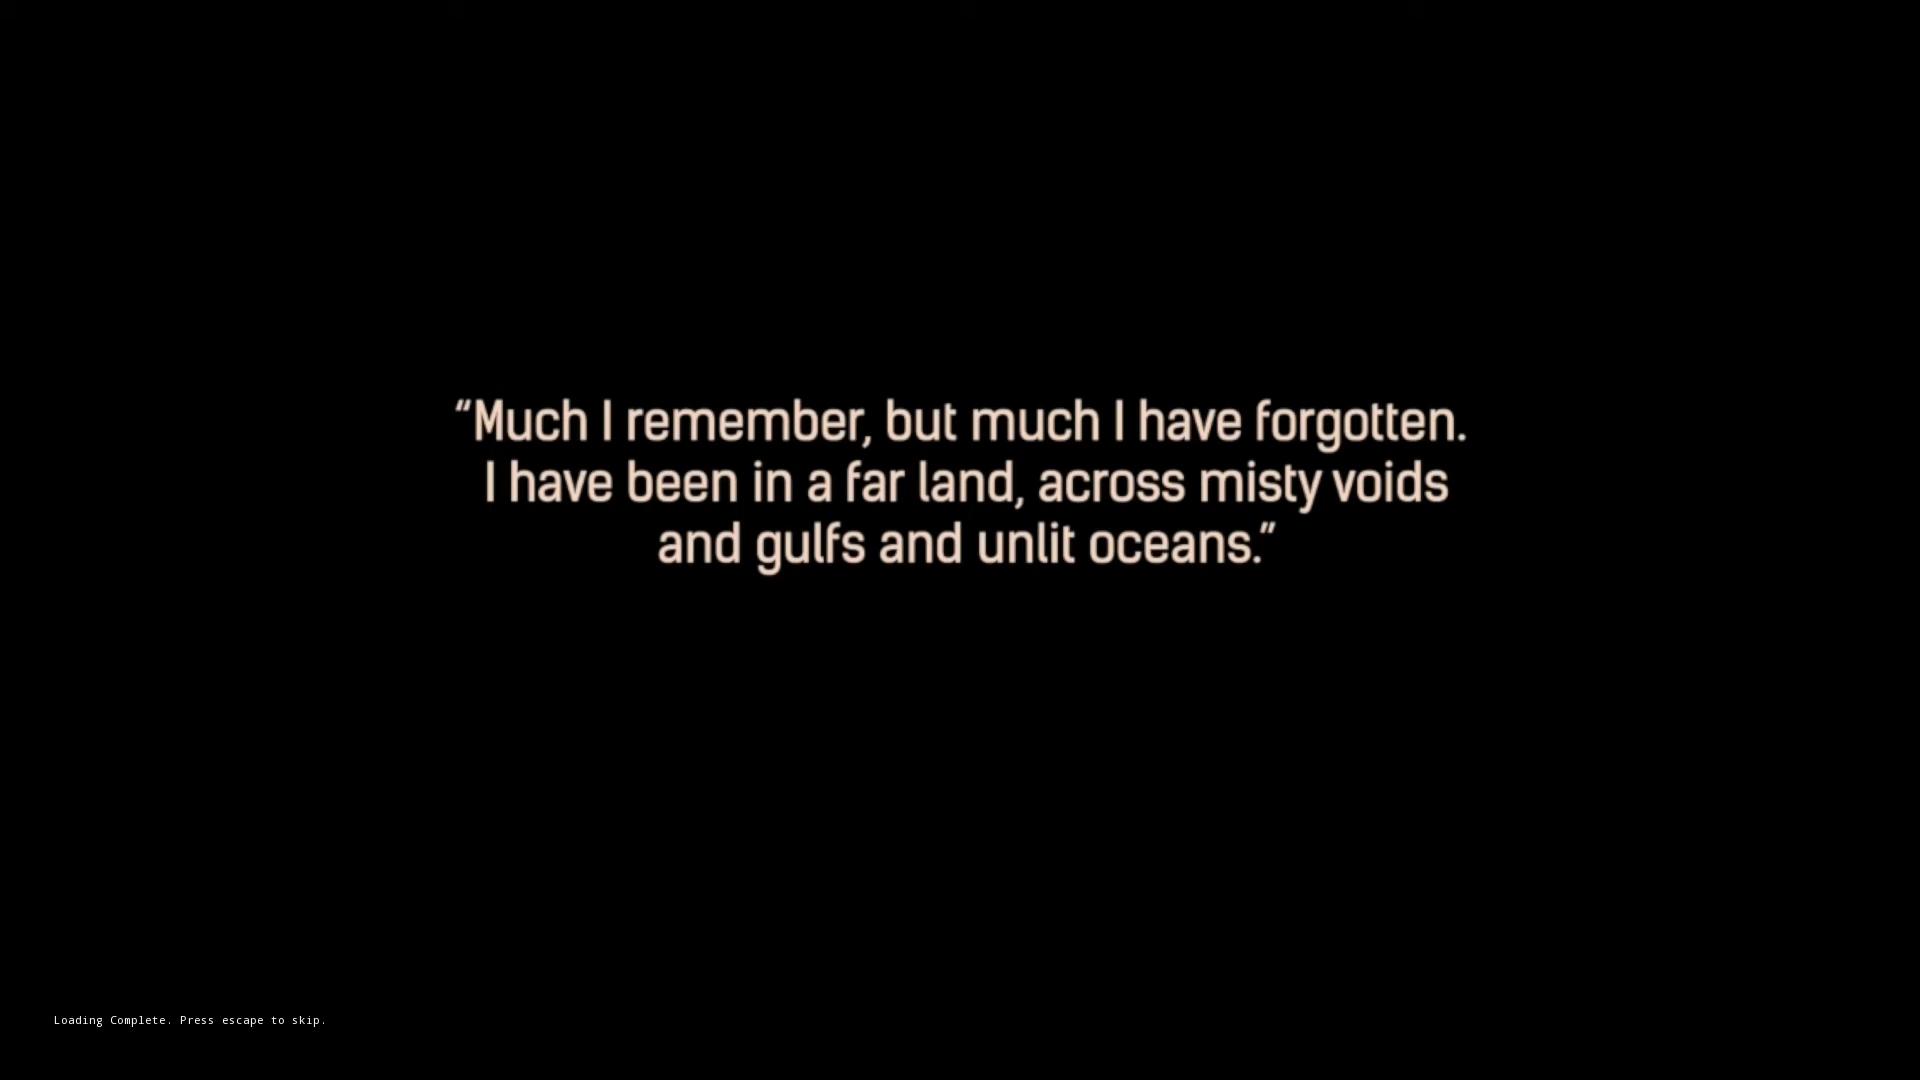 “Much I remember, but much I have forgotten.
I have been in a far land, across misty voids
and gulfs and unlit oceans.”
Loading Complete. Press escape to skip.